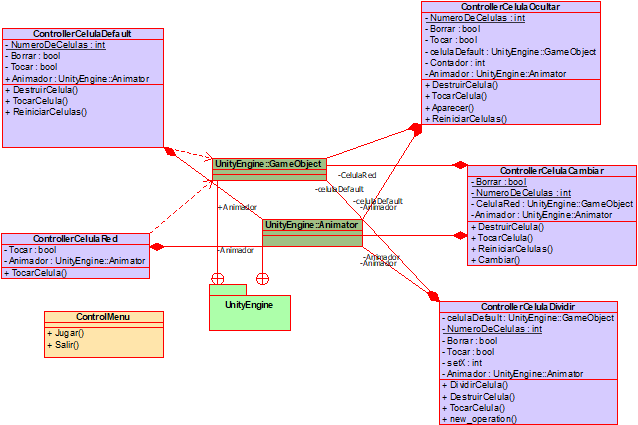 ControllerCelulaDefault
- NumeroDeCelulas : int
- Borrar : bool
- Tocar : bool
+ Animador : UnityEngine::Animator
+ DestruirCelula()
+ TocarCelula()
+ ReiniciarCelulas()
ControllerCelulaOcultar
- NumeroDeCelulas : int
- Borrar : bool
- Tocar : bool
- celulaDefault : UnityEngine::GameObject
- Contador : int
- Animador : UnityEngine::Animator
+ DestruirCelula()
+ TocarCelula()
+ Aparecer()
+ ReiniciarCelulas()
UnityEngine::GameObject
-CelulaRed
-celulaDefault
-celulaDefault
+Animador
-Animador
ControllerCelulaCambiar
- Borrar : bool
- NumeroDeCelulas : int
- CelulaRed : UnityEngine::GameObject
- Animador : UnityEngine::Animator
+ DestruirCelula()
+ TocarCelula()
+ ReiniciarCelulas()
+ Cambiar()
UnityEngine::Animator
ControllerCelulaRed
- Tocar : bool
- Animador : UnityEngine::Animator
+ TocarCelula()
-Animador
-Animador
-Animador
UnityEngine
ControlMenu
+ Jugar()
+ Salir()
ControllerCelulaDividir
- celulaDefault : UnityEngine::GameObject
- NumeroDeCelulas : int
- Borrar : bool
- Tocar : bool
- setX : int
- Animador : UnityEngine::Animator
+ DividirCelula()
+ DestruirCelula()
+ TocarCelula()
+ new_operation()